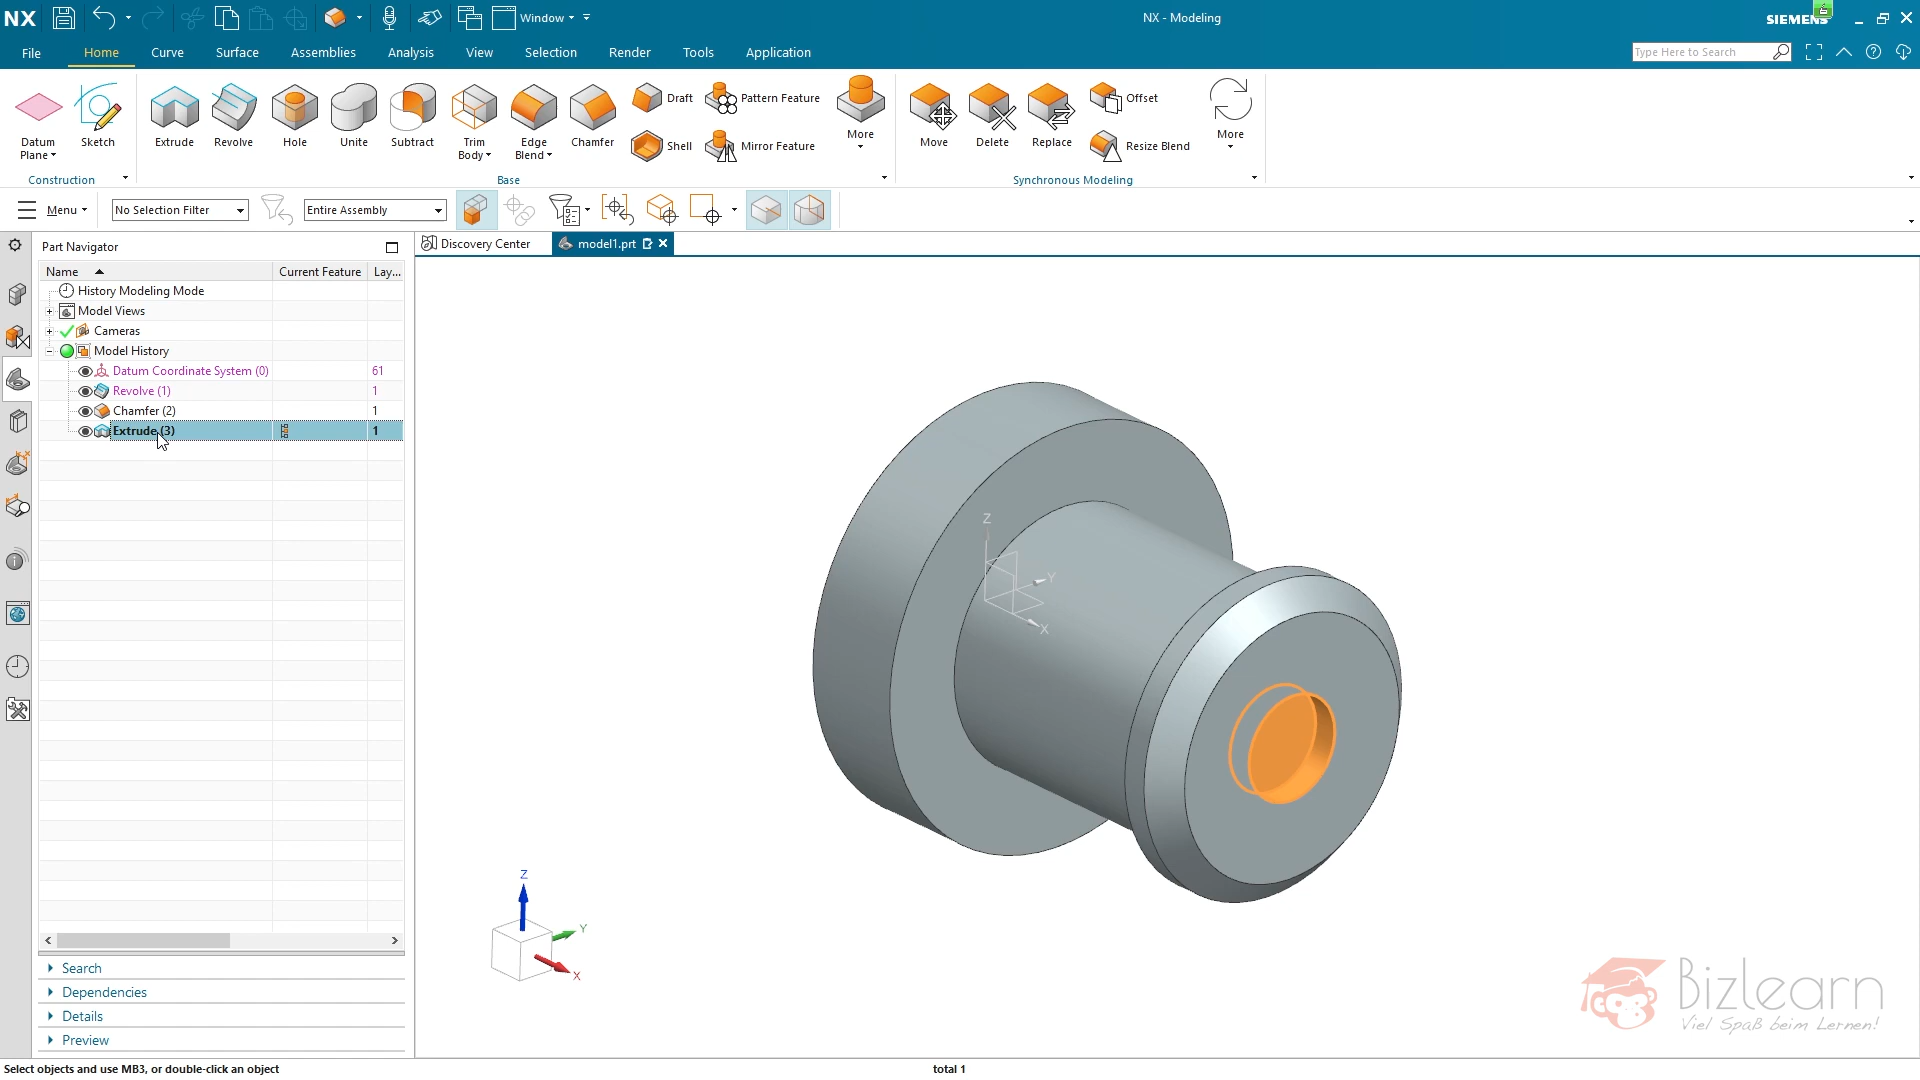 NX
Window
NX - Modeling
SIEMENS
File
Home
Curve
Surface
Assemblies
Analysis
View
Selection
Render
Tools
Application
Type Here to Search
Datum
Plane
Sketch
Extrude
Revolve
Hole
Unite
Subtract
Trim
Body
Edge
Blend
Chamfer
Draft
Shell
Pattern Feature
Mirror Feature
More
Move
Delete
Replace
Offset
Resize Blend
More
Construction
Base
Synchronous Modeling
Menu
No Selection Filter
Entire Assembly
Part Navigator
Discovery Center
model1.prt
Name
Current Feature
Lay...
History Modeling Mode
Model Views
Cameras
Model History
Datum Coordinate System (0)
61
Revolve (1)
1
Chamfer (2)
1
Extrude (3)
1
Z
Y
X
Z
Y
X
Search
Dependencies
Details
Preview
Bizlearn
Viel Spaß beim Lernen!
Select objects and use MB3, or double-click an object
total 1